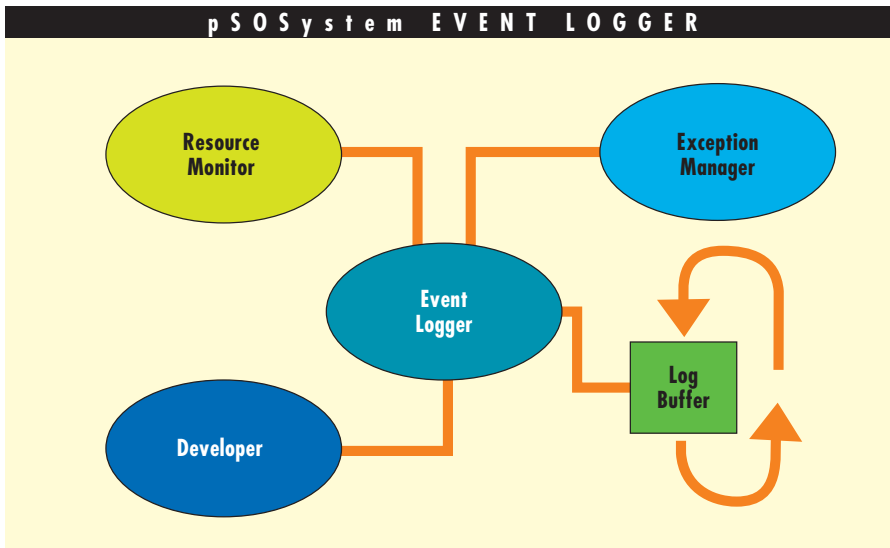 pSOSystem EVENT LOGGER
Resource
Monitor
Exception
Manager
Event
Logger
Log
Buffer
Developer